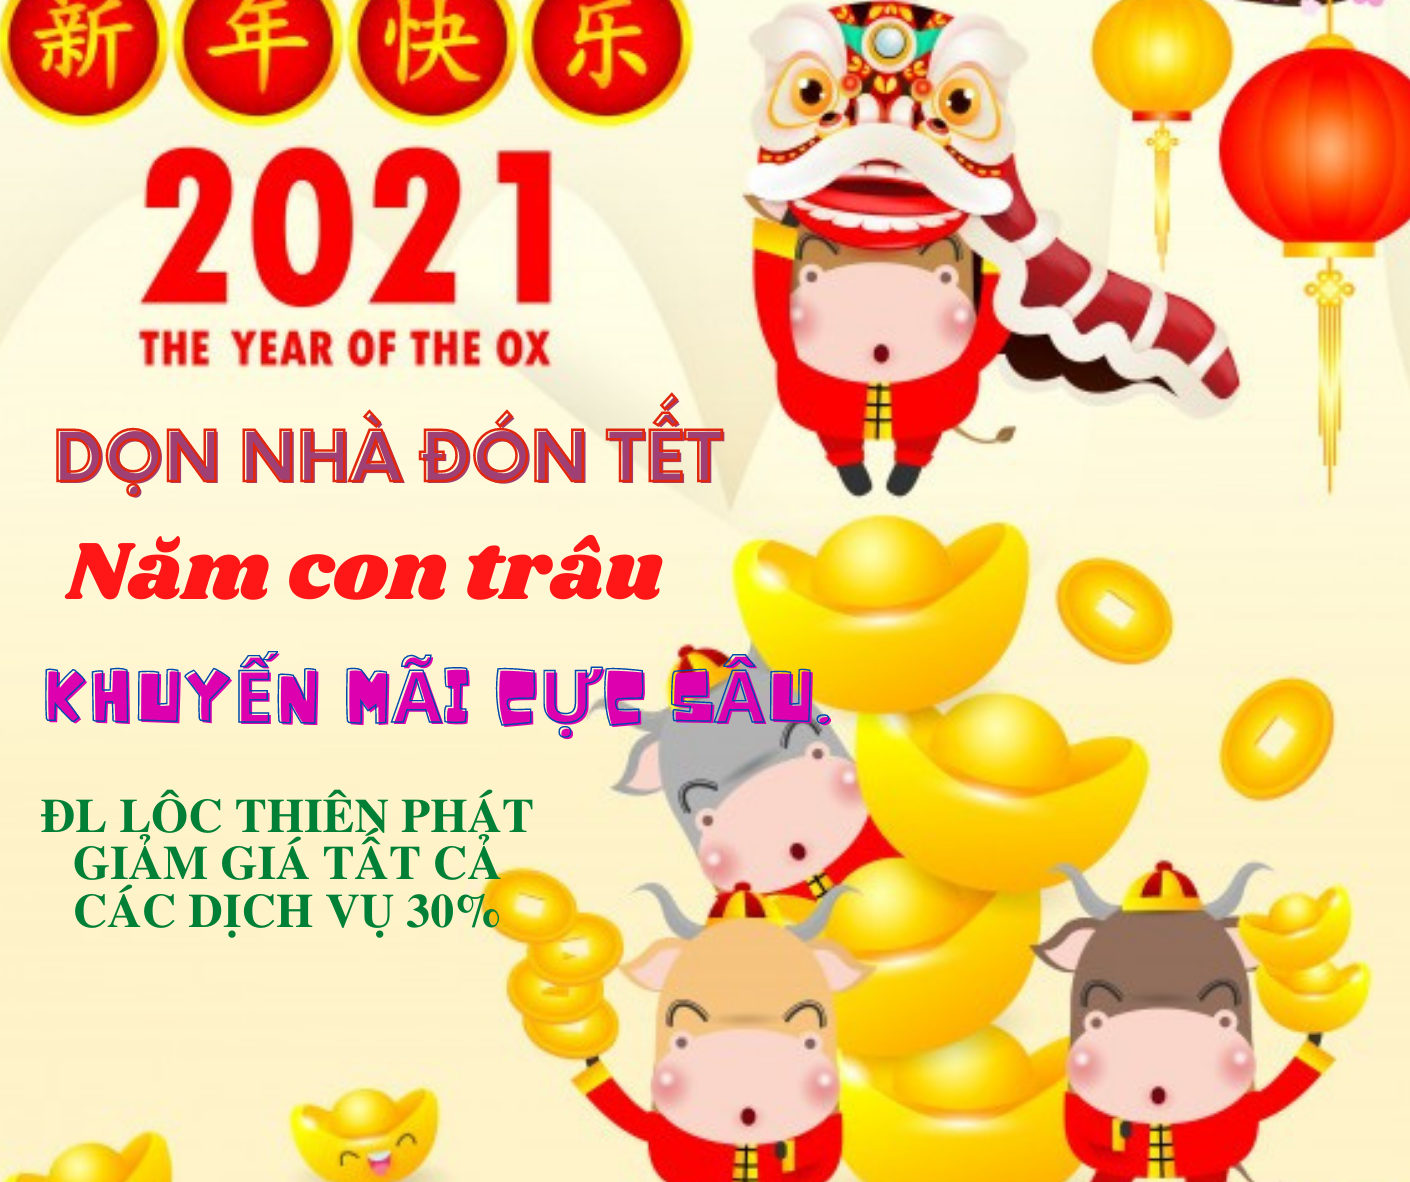 新年快乐
2021
THE YEAR OF THE OX
DỌN NHÀ ĐÓN TẾT
Năm con trâu
KHUYẾN MÃI CỰC SÂU.
ĐL LÔC THIÊN PHÁT
GIẢM GIÁ TẤT CẢ
CÁC DỊCH VỤ 30%